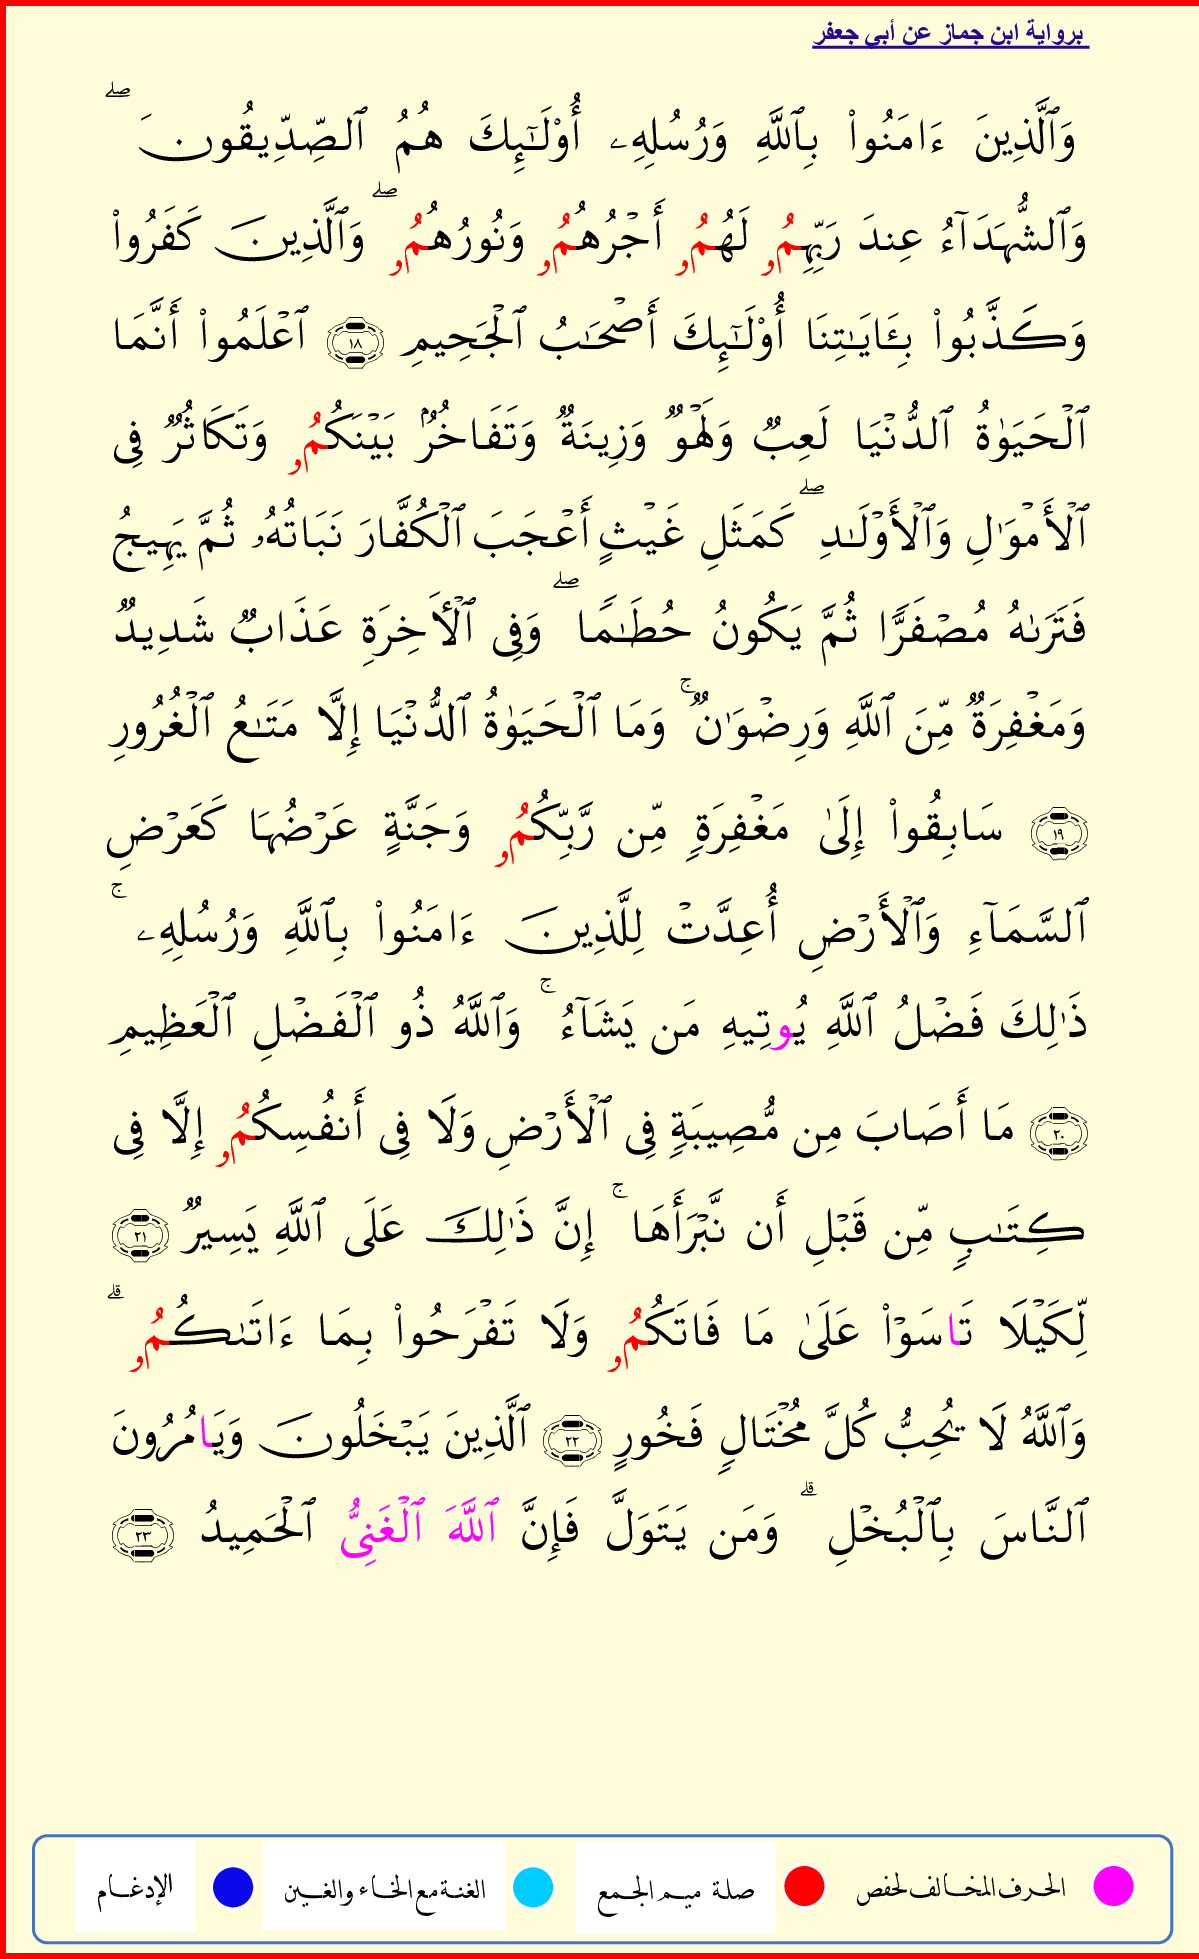 برواية ابن جماز عن أبي جعفر
وَٱلَّذِينَ ءَامَنُوا۟ بِٱللَّهِ وَرُسُلِهِۦٓ أُو۟لَـٰٓئِكَ هُمُ ٱلصِّدِّيقُونَ ۖ
وَٱلشُّهَدَآءُ عِندَ رَبِّهِمُۥ لَهُمُۥ أَجْرُهُمُۥ وَنُورُهُمُۥ ۖ وَٱلَّذِينَ كَفَرُوا۟
وَكَذَّبُوا۟ بِـَٔايَـٰتِنَا أُو۟لَـٰٓئِكَ أَصْحَـٰبُ ٱلْجَحِيمِ ١٨ ٱعْلَمُوا۟ أَنَّمَا
ٱلْحَيَوٰةُ ٱلدُّنْيَا لَعِبٌ وَلَهْوٌ وَزِينَةٌ وَتَفَاخُرٌۢ بَيْنَكُمُۥ وَتَكَاثُرٌ فِى
ٱلْأَمْوَٰلِ وَٱلْأَوْلَـٰدِ ۖ كَمَثَلِ غَيْثٍ أَعْجَبَ ٱلْكُفَّارَ نَبَاتُهُۥ ثُمَّ يَهِيجُ
فَتَرَىٰهُ مُصْفَرًّا ثُمَّ يَكُونُ حُطَـٰمًا ۖ وَفِى ٱلْـَٔاخِرَةِ عَذَابٌ شَدِيدٌ
وَمَغْفِرَةٌ مِّنَ ٱللَّهِ وَرِضْوَٰنٌ ۚ وَمَا ٱلْحَيَوٰةُ ٱلدُّنْيَا إِلَّا مَتَـٰعُ ٱلْغُرُورِ
١٩ سَابِقُوا۟ إِلَىٰ مَغْفِرَةٍ مِّن رَّبِّكُمُۥ وَجَنَّةٍ عَرْضُهَا كَعَرْضِ
ٱلسَّمَآءِ وَٱلْأَرْضِ أُعِدَّتْ لِلَّذِينَ ءَامَنُوا۟ بِٱللَّهِ وَرُسُلِهِۦ ۚ
ذَٰلِكَ فَضْلُ ٱللَّهِ يُوتِيهِ مَن يَشَآءُ ۚ وَٱللَّهُ ذُو ٱلْفَضْلِ ٱلْعَظِيمِ
٢٠ مَا أَصَابَ مِن مُّصِيبَةٍ فِى ٱلْأَرْضِ وَلَا فِى أَنفُسِكُمُۥ إِلَّا فِى
كِتَـٰبٍ مِّن قَبْلِ أَن نَّبْرَأَهَا ۚ إِنَّ ذَٰلِكَ عَلَى ٱللَّهِ يَسِيرٌ ٢١
لِّكَيْلَا تَاسَوْا۟ عَلَىٰ مَا فَاتَكُمُۥ وَلَا تَفْرَحُوا۟ بِمَا ءَاتَىٰكُمُۥ ۗ
وَٱللَّهُ لَا يُحِبُّ كُلَّ مُخْتَالٍ فَخُورٍ ٢٢ ٱلَّذِينَ يَبْخَلُونَ وَيَامُرُونَ
ٱلنَّاسَ بِٱلْبُخْلِ ۗ وَمَن يَتَوَلَّ فَإِنَّ ٱللَّهَ ٱلْغَنِىُّ ٱلْحَمِيدُ ٢٣
الحرف المخالف لحفص صلة ميم الجمع الغنة مع الخاء والغين الإدغام